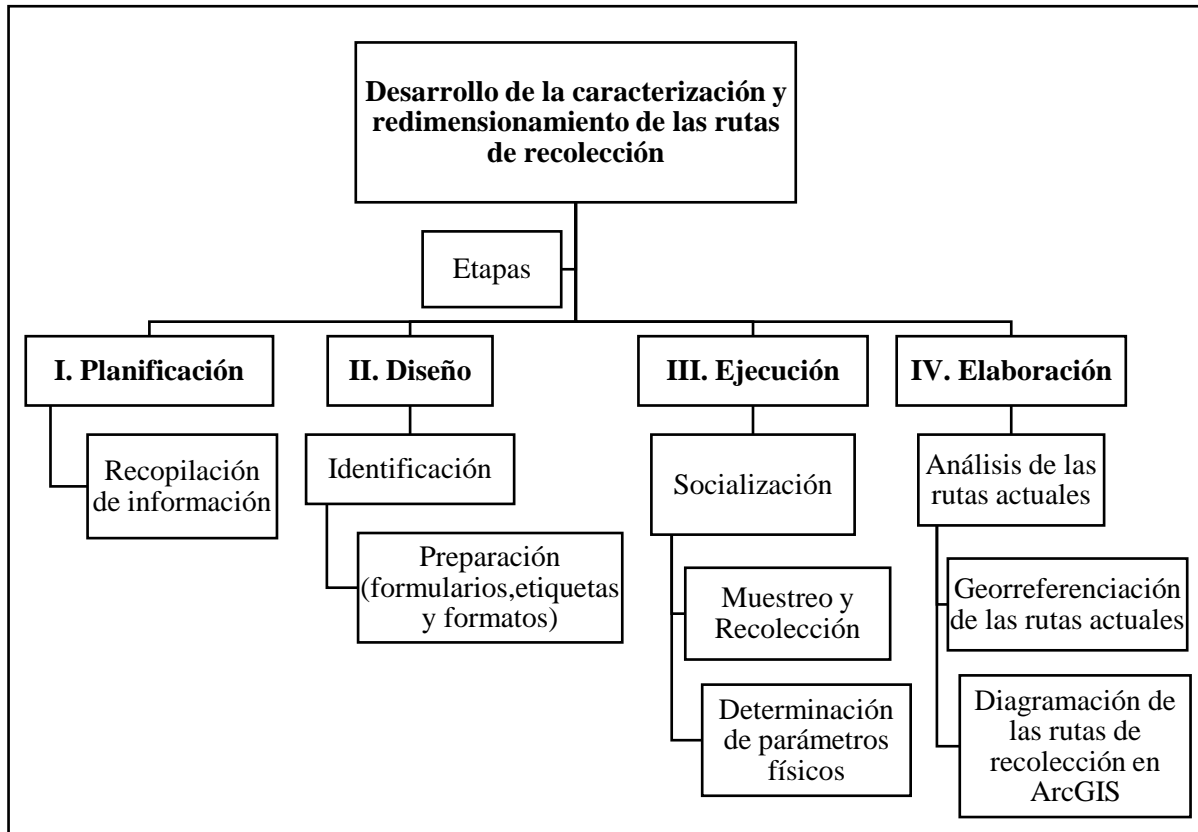 Desarrollo de la caracterización y
redimensionamiento de las rutas
de recolección
Etapas
I. Planificación
Recopilación
de información
II. Diseño
Identificación
Preparación
(formularios,etiquetas
y formatos)
III. Ejecución
Socialización
Muestreo y
Recolección
Determinación
de parámetros
físicos
IV. Elaboración
Análisis de las
rutas actuales
Georreferenciación
de las rutas actuales
Diagramación de
las rutas de
recolección en
ArcGIS